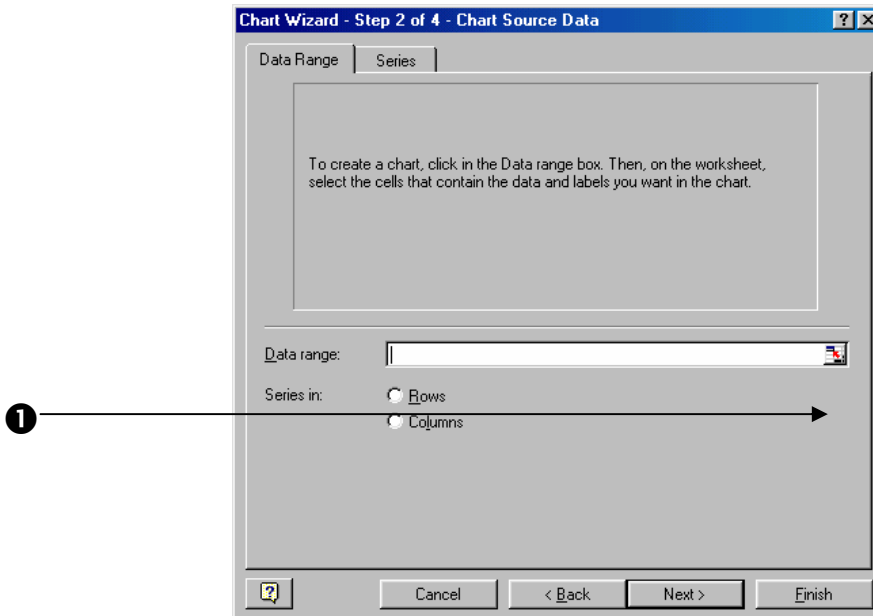 Chart Wizard - Step 2 of 4 - Chart Source Data
Data Range Series
To create a chart, click in the Data range box. Then, on the worksheet,
select the cells that contain the data and labels you want in the chart.
Data range:
Series in: Rows
❶
Columns
Cancel < Back Next > Finish